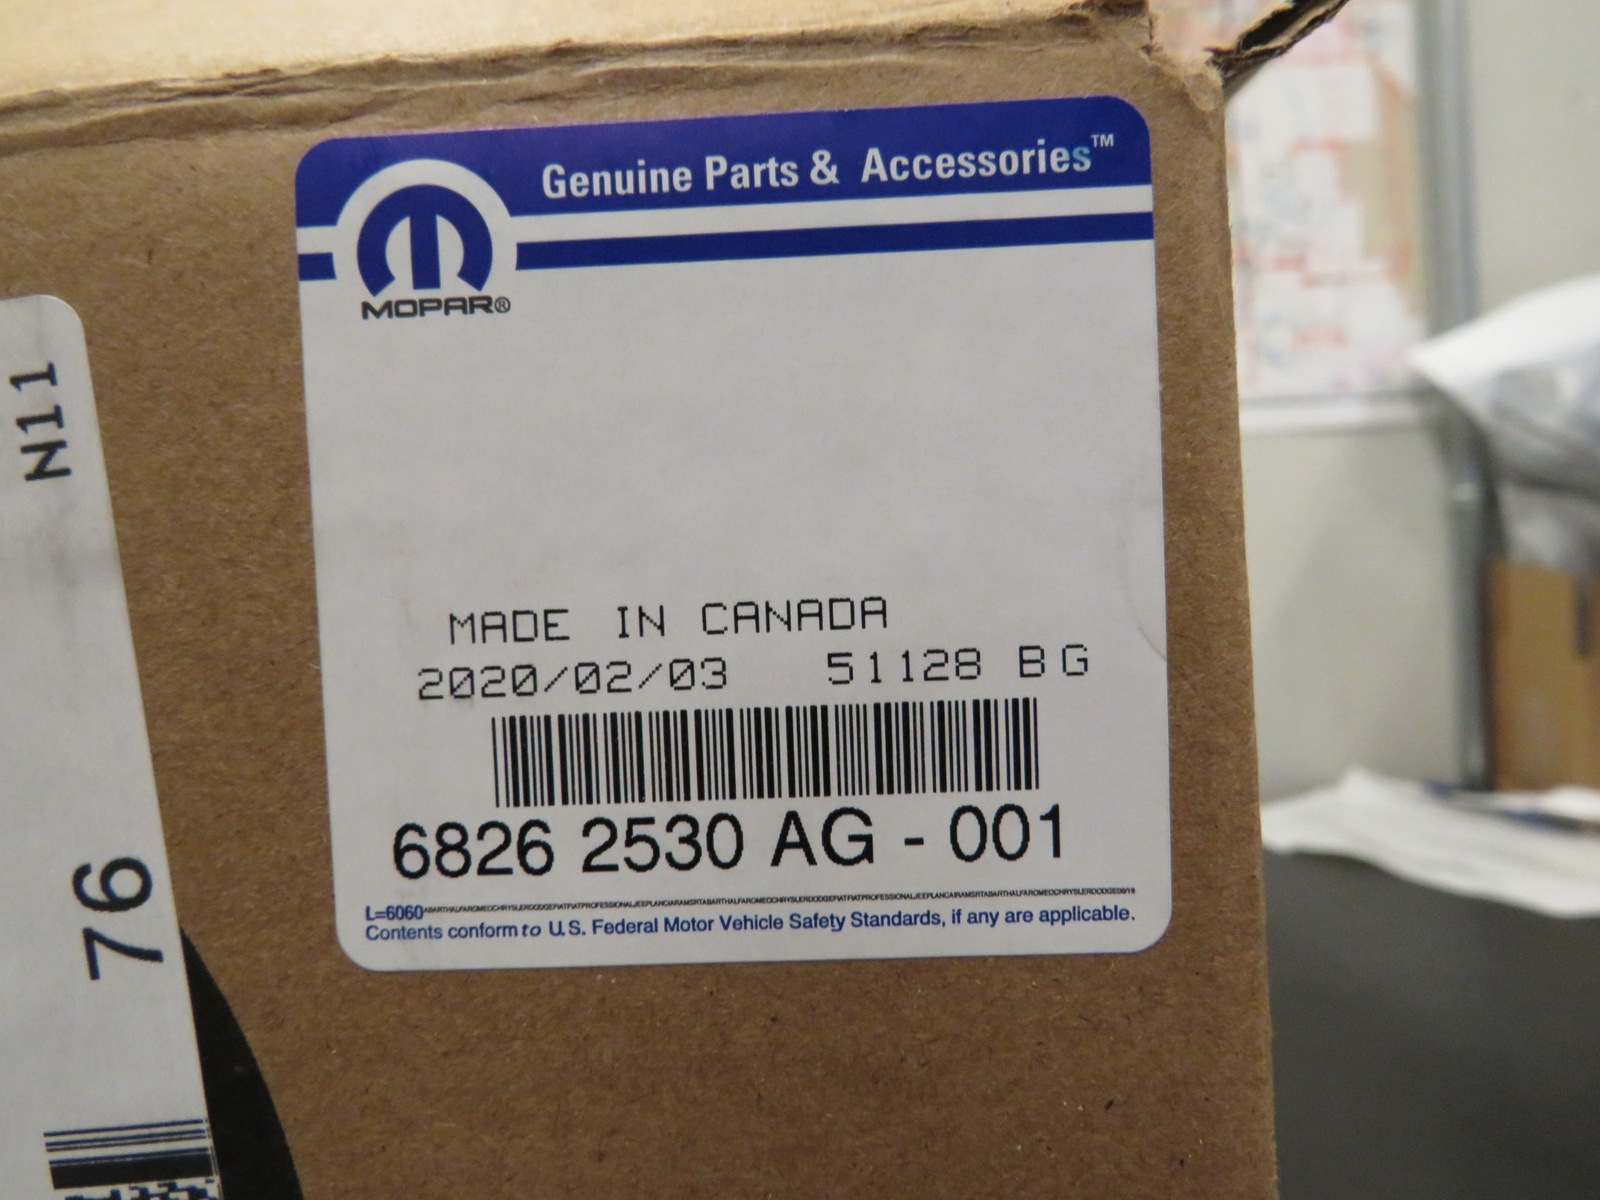 Genuine Parts & Accessories™
MOPAR®
MADE IN CANADA
2020/02/03 51128 BG
6826 2530 AG - 001
L=6060
Contents conform to U.S. Federal Motor Vehicle Safety Standards, if any are applicable.
N11
76